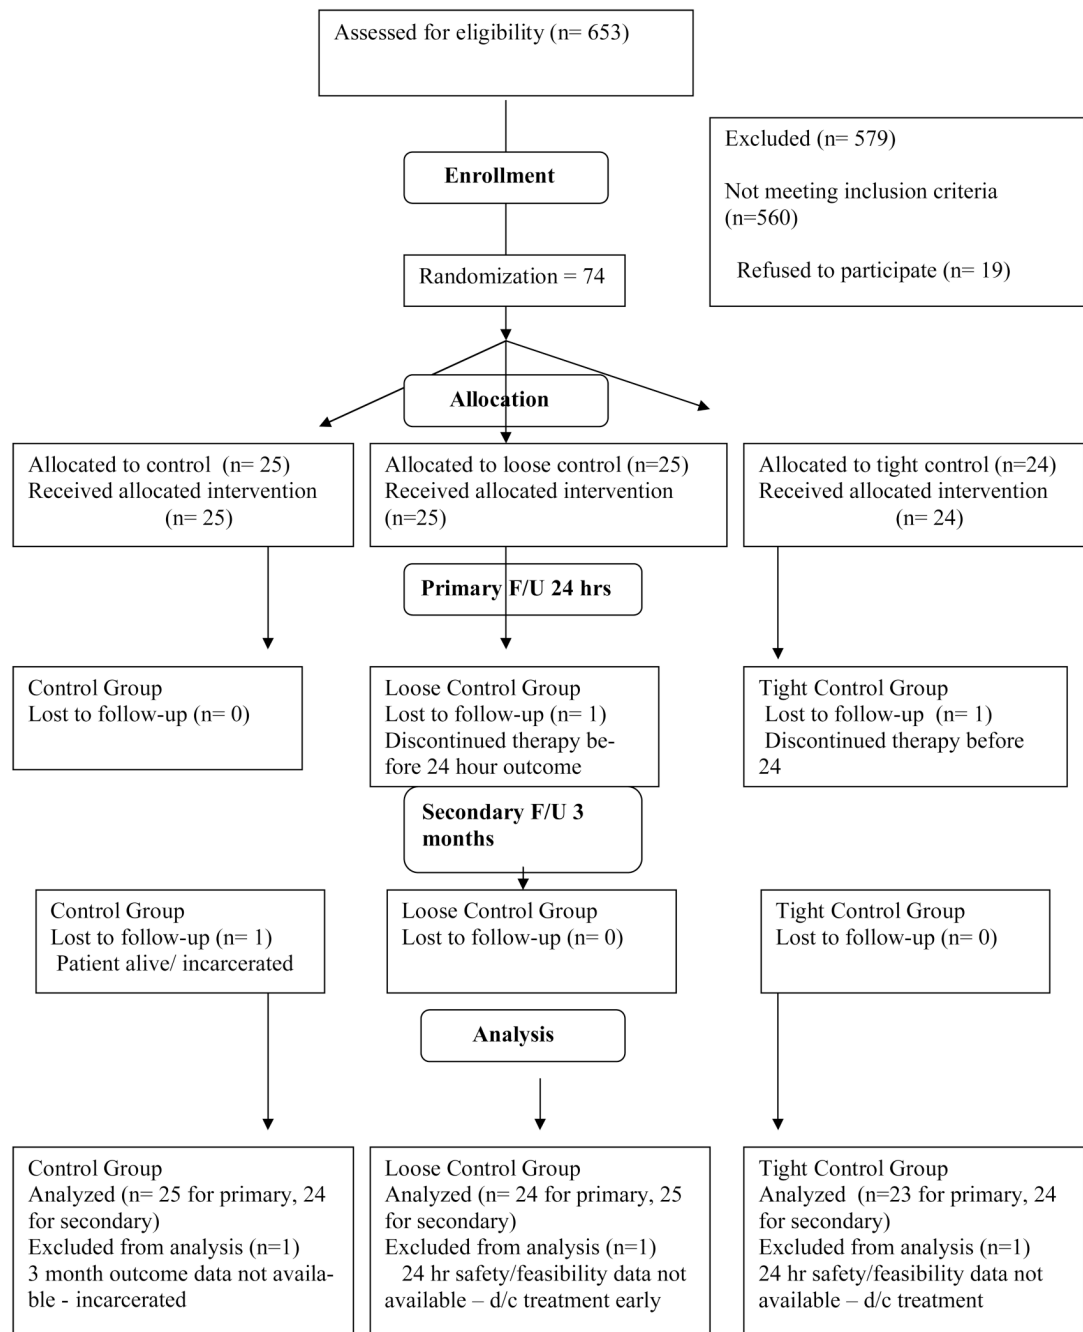 Assessed for eligibility (n= 653)
Excluded (n= 579)
Not meeting inclusion criteria
(n=560)
Refused to participate (n= 19)
Enrollment
Randomization = 74
Allocation
Allocated to control  (n= 25)
Received allocated intervention
(n= 25)
Allocated to loose control (n=25)
Received allocated intervention
(n=25)
Allocated to tight control (n=24)
Received allocated intervention
(n= 24)
Primary F/U 24 hrs
Control Group
Lost to follow-up (n= 0)
Loose Control Group
Lost to follow-up (n= 1)
Discontinued therapy be-
fore 24 hour outcome
Tight Control Group
Lost to follow-up  (n= 1)
Discontinued therapy before
24
Secondary F/U 3
months
Control Group
Lost to follow-up (n= 1)
Patient alive/ incarcerated
Loose Control Group
Lost to follow-up (n= 0)
Tight Control Group
Lost to follow-up (n= 0)
Analysis
Control Group
Analyzed (n= 25 for primary, 24
for secondary)
Excluded from analysis (n=1)
3 month outcome data not availa-
ble - incarcerated
Loose Control Group
Analyzed (n= 24 for primary, 25
for secondary)
Excluded from analysis (n=1)
24 hr safety/feasibility data not
available – d/c treatment early
Tight Control Group
Analyzed  (n=23 for primary, 24
for secondary)
Excluded from analysis (n=1)
24 hr safety/feasibility data not
available – d/c treatment